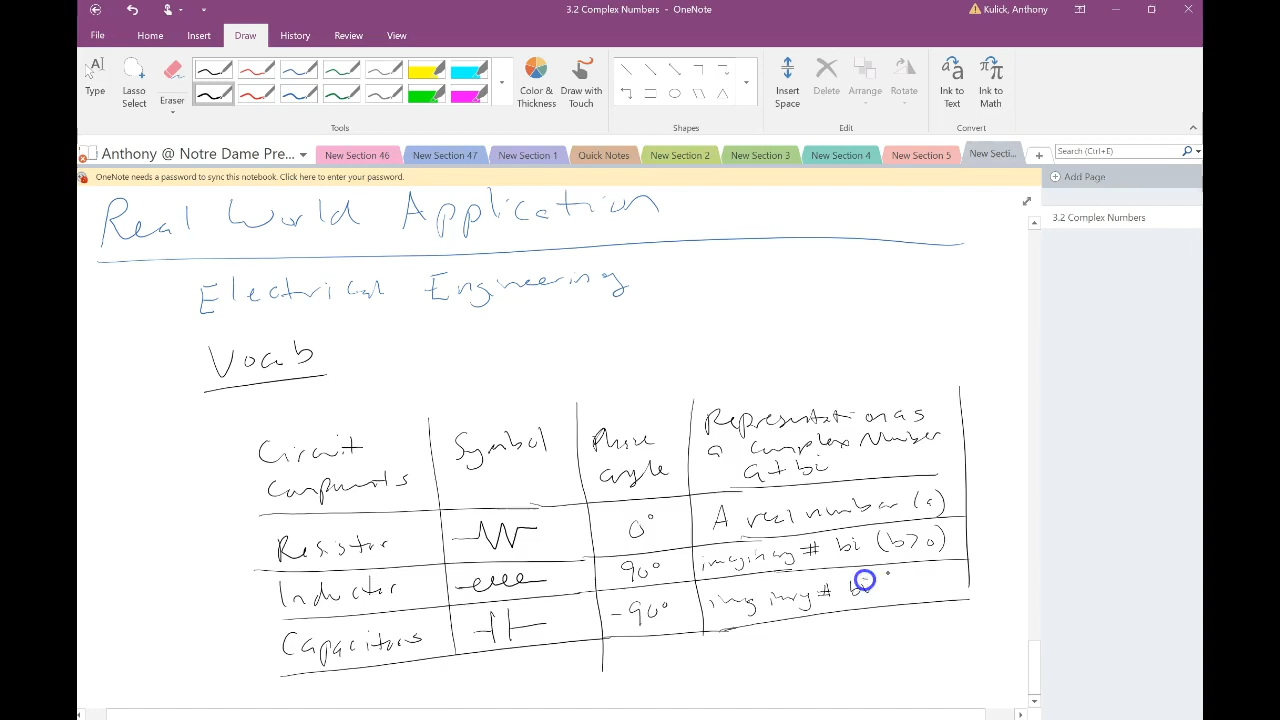 3.2 Complex Numbers - OneNote
Kulick, Anthony
File Home Insert Draw History Review View
Type
Lasso Select
Eraser
Color & Thickness
Draw with Touch
Insert Space
Delete
Arrange
Rotate
Ink to Text
Ink to Math
Tools
Shapes
Edit
Convert
Anthony @ Notre Dame Pre...
New Section 46 New Section 47 New Section 1 Quick Notes New Section 2 New Section 3 New Section 4 New Section 5 New Secti...
Search (Ctrl+E)
OneNote needs a password to sync this notebook. Click here to enter your password.
Add Page
3.2 Complex Numbers
Real World Application
Electrical Engineering
Vocab
Circuit Components
Symbol
Phase angle
Representation as
a Complex Number
a + bi
Resistor 0° A real number (a)
Inductor 90° imaginary # bi (b>0)
Capacitors -90° # bi